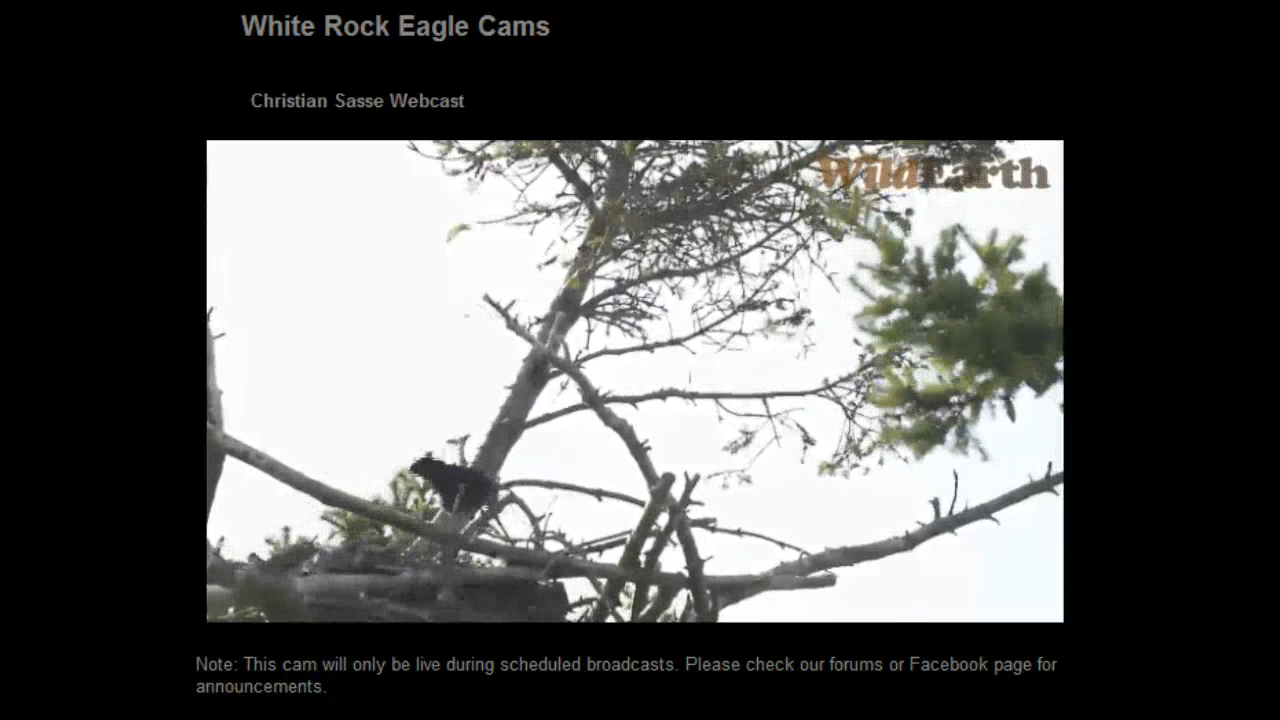 White Rock Eagle Cams
Christian Sasse Webcast
WildEarth
Note: This cam will only be live during scheduled broadcasts. Please check our forums or Facebook page for
announcements.